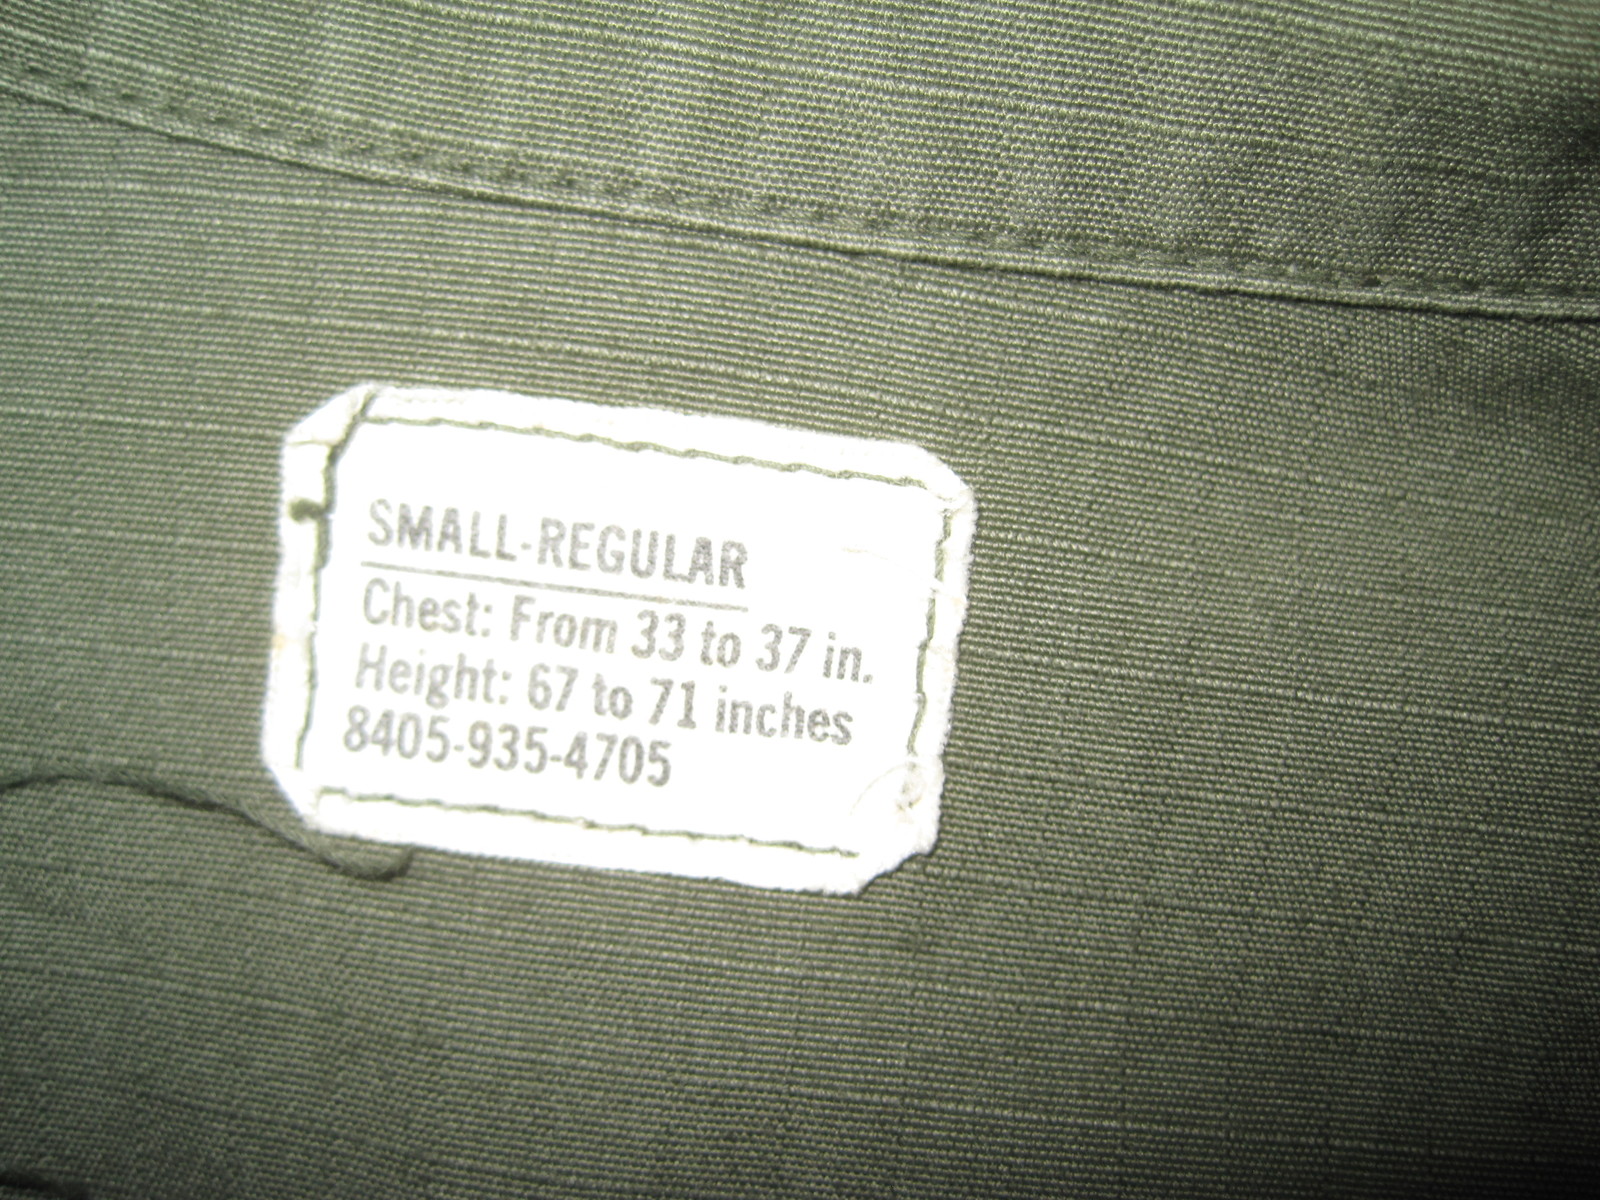 SMALL-REGULAR
Chest: From 33 to 37 in.
Height: 67 to 71 inches
8405-935-4705